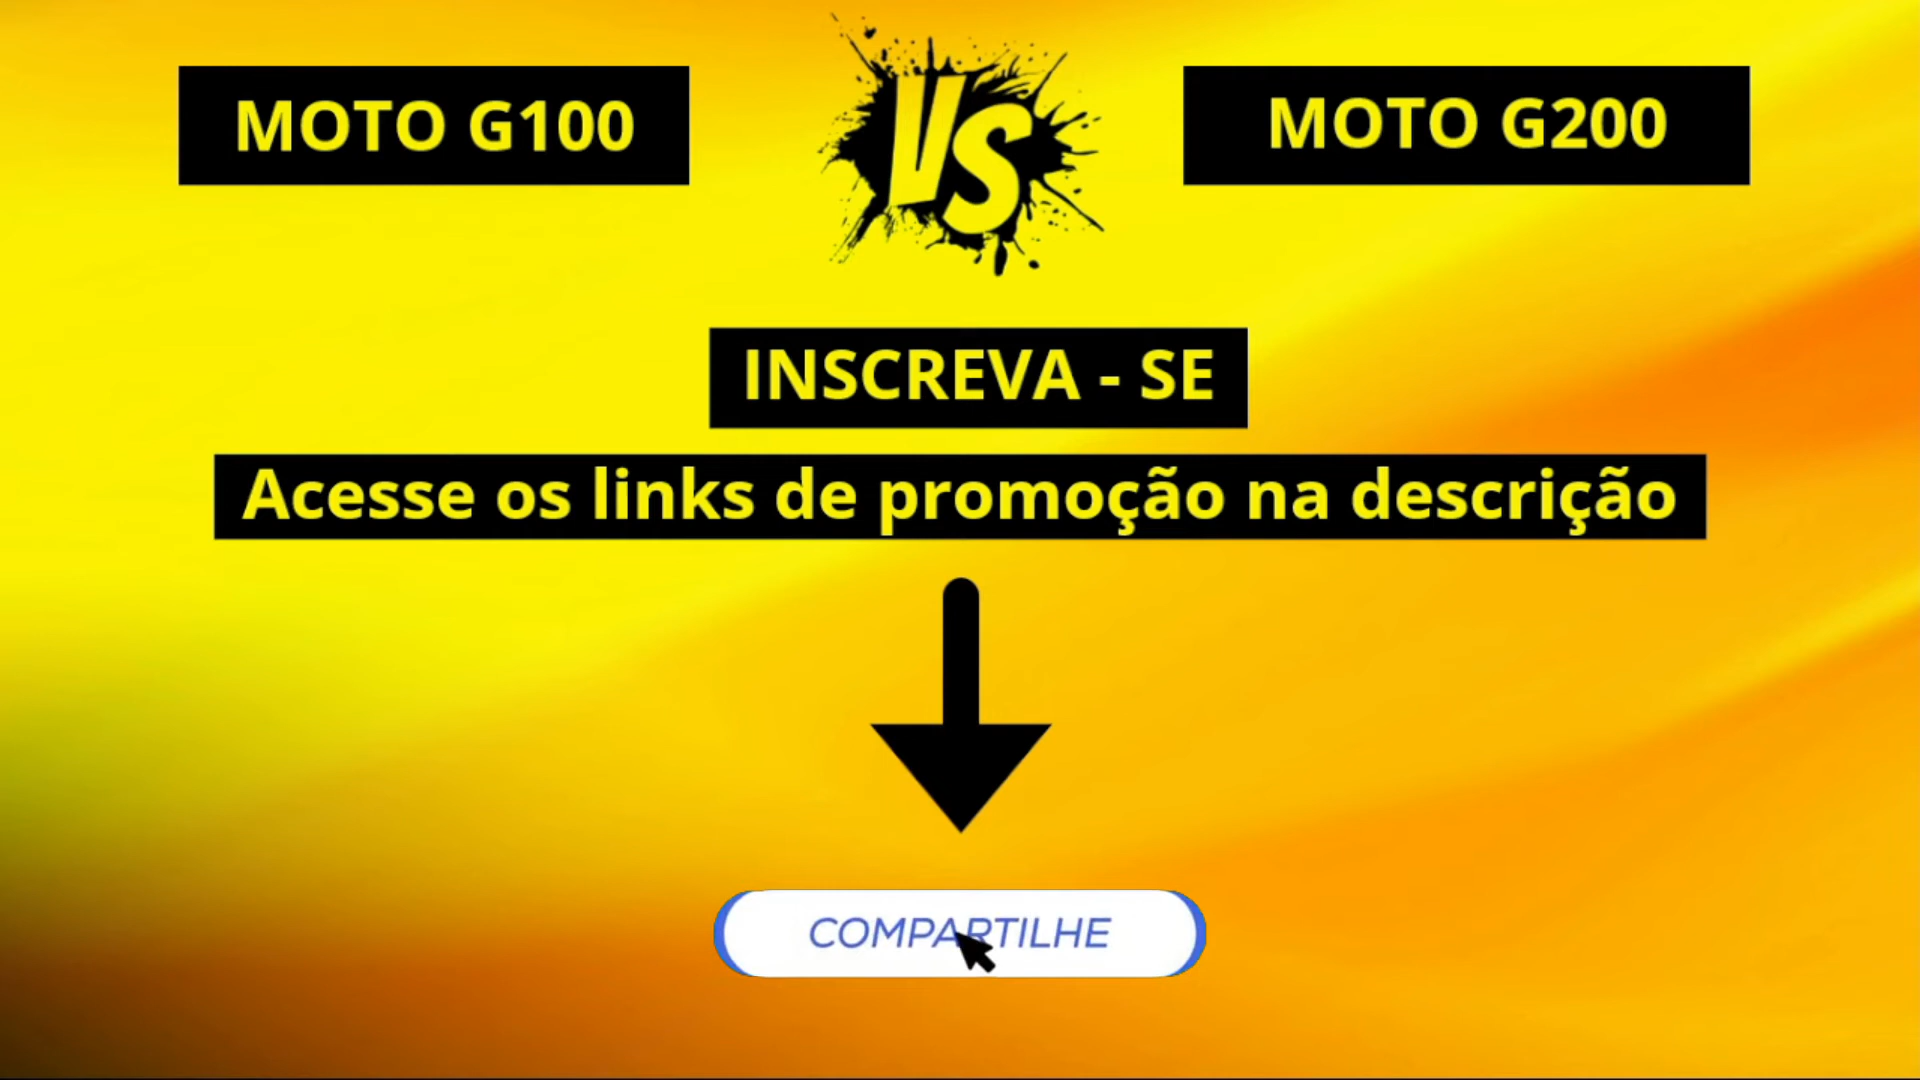 MOTO G100
VS
MOTO G200
INSCREVA - SE
Acesse os links de promoção na descrição
COMPARTILHE